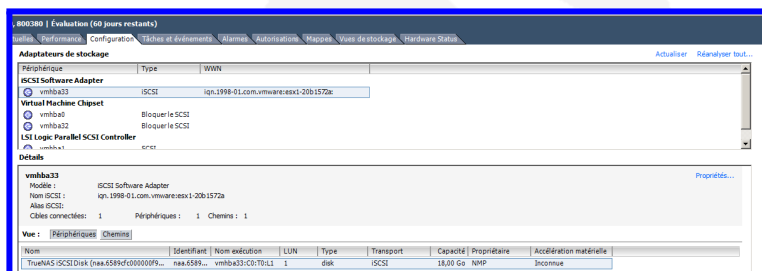 , 800380 | Évaluation (60 jours restants)
tuelles Performance Configuration Tâches et événements Alarmes Autorisations Mappes Vues de stockage Hardware Status
Adaptateurs de stockage Actualiser Réanalyser tout...
Périphérique Type WWN
iSCSI Software Adapter
vmhba33 iSCSI iqn.1998-01.com.vmware:esx1-20b1572a:
Virtual Machine Chipset
vmhba0 Bloquer le SCSI
vmhba32 Bloquer le SCSI
LSI Logic Parallel SCSI Controller
vmhba1 SCSI
Détails
vmhba33 Propriétés...
Modèle : iSCSI Software Adapter
Nom iSCSI : iqn.1998-01.com.vmware:esx1-20b1572a
Alias iSCSI:
Cibles connectées: 1 Périphériques : 1 Chemins : 1
Vue : Périphériques Chemins
Nom Identifiant Nom exécution LUN Type Transport Capacité Propriétaire Accélération matérielle
TrueNAS iSCSI Disk (naa.6589cfc000000f9... naa.6589... vmhba33:C0:T0:L1 1 disk iSCSI 18,00 Go NMP Inconnue